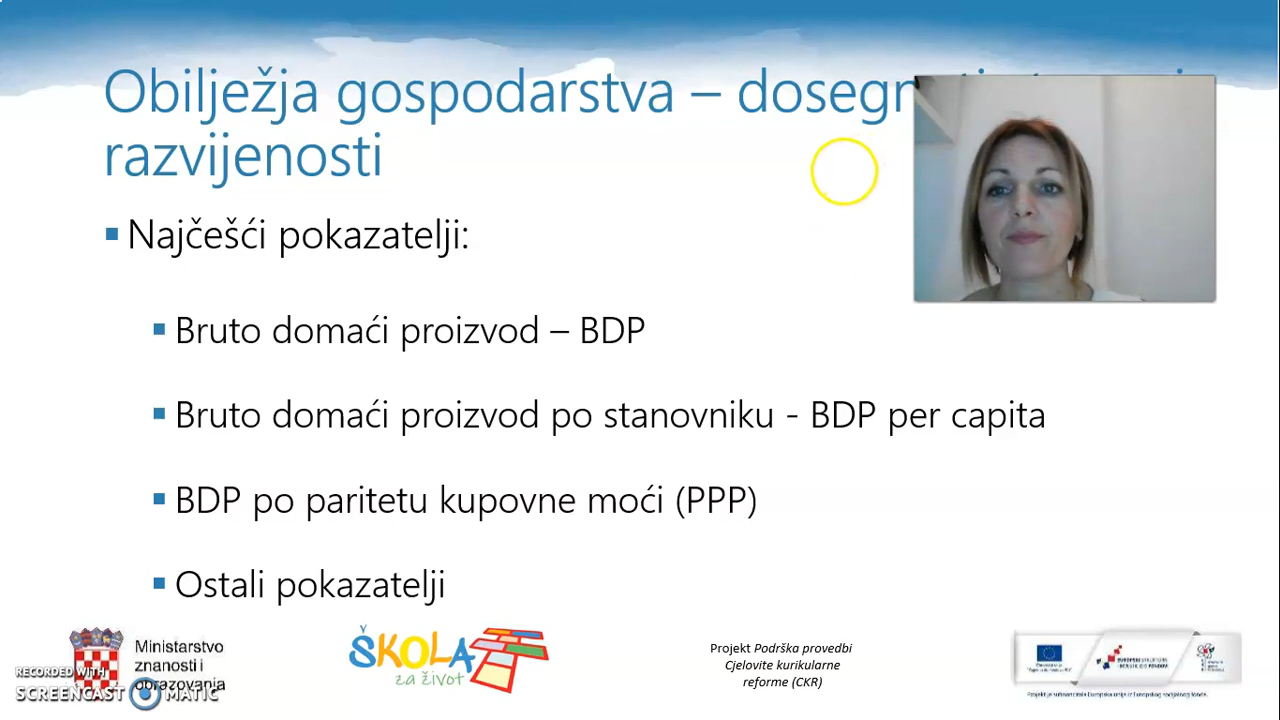 Obilježja gospodarstva – 
razvijenosti
Najčešći pokazatelji:
Bruto domaći proizvod – BDP
Bruto domaći proizvod po stanovniku - BDP per capita
BDP po paritetu kupovne moći (PPP)
Ostali pokazatelji
Ministarstvo
znanosti i
obrazovanja
RECORDED WITH
SCREENCAST MATIC
ŠKOLA
za život
Projekt Podrška provedbi
Cjelovite kurikularne
reforme (CKR)